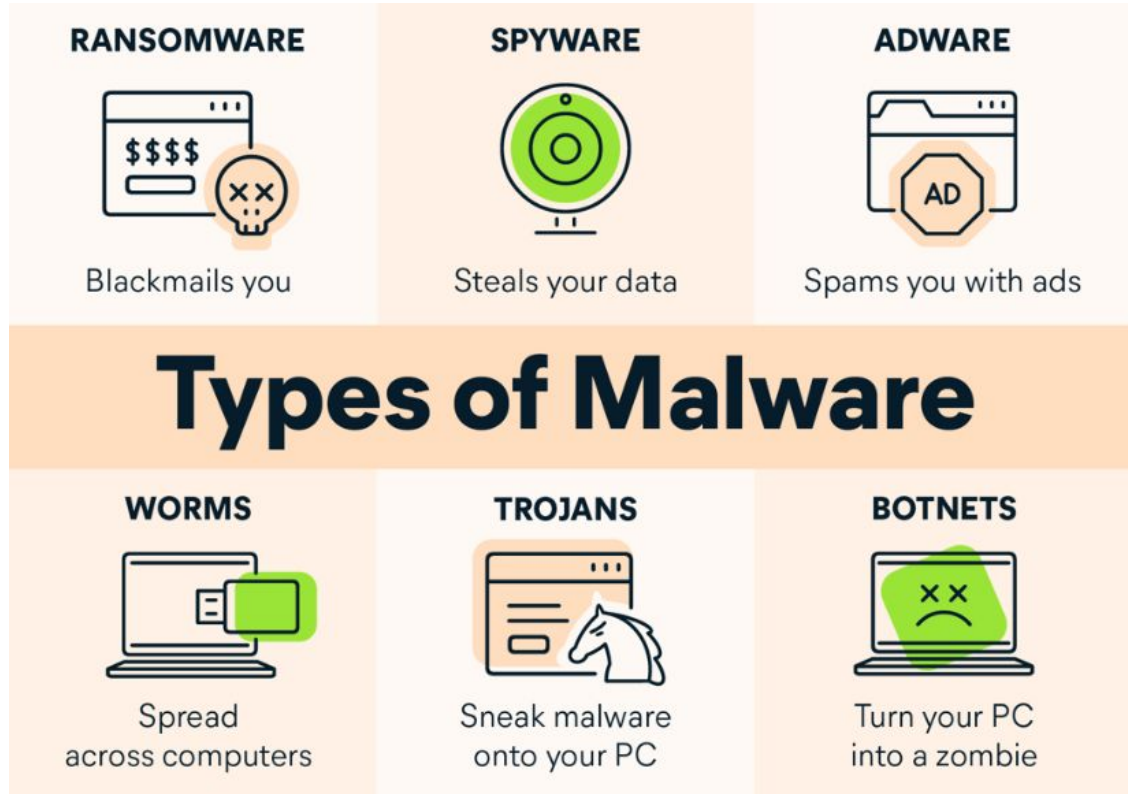 RANSOMWARE
SPYWARE
ADWARE
$$$$
AD
Blackmails you
Steals your data
Spams you with ads
Types of Malware
WORMS
TROJANS
BOTNETS
Spread
across computers
Sneak malware
onto your PC
Turn your PC
into a zombie